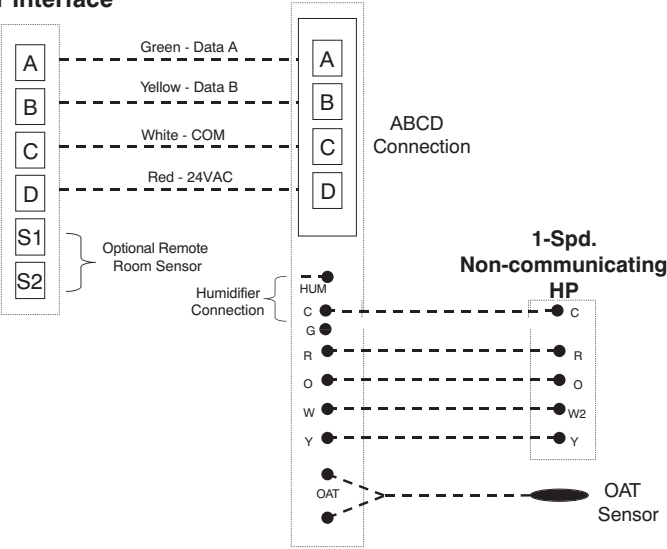 Interface
A
B
C
D
S1
S2
Green - Data A
Yellow - Data B
White - COM
Red - 24VAC
Optional Remote
Room Sensor
A
B
C
D
ABCD
Connection
Humidifier
Connection
HUM
C
G
R
O
W
Y
OAT
1-Spd.
Non-communicating
HP
C
R
O
W2
Y
OAT
Sensor